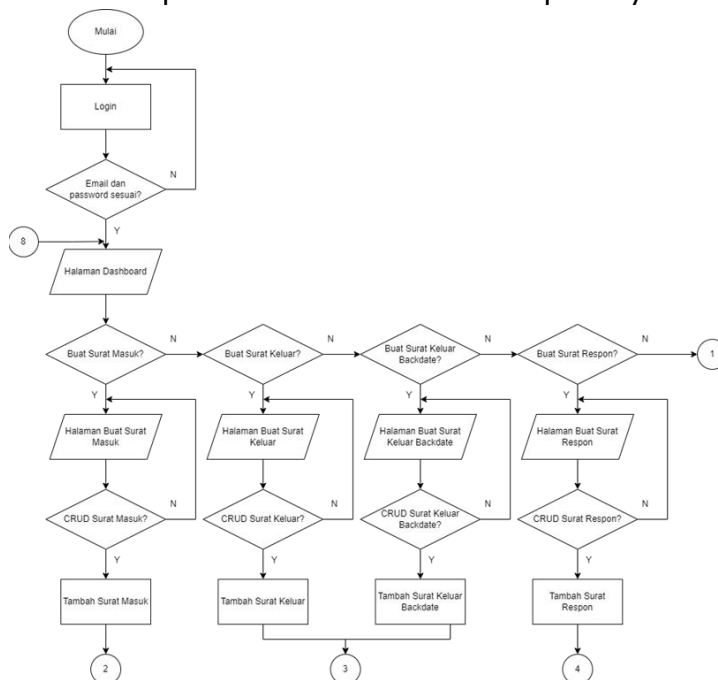 Mulai
Login
Email dan
password sesuai?
N
Y
8
Halaman Dashboard
Buat Surat Masuk?
N
Buat Surat Keluar?
N
Buat Surat Keluar
Backdate?
N
Buat Surat Respon?
N
1
Y
Y
Y
Y
Halaman Buat Surat
Masuk
Halaman Buat Surat
Keluar
Halaman Buat Surat
Keluar Backdate
Halaman Buat Surat
Respon
CRUD Surat Masuk?
N
CRUD Surat Keluar?
N
CRUD Surat Keluar
Backdate?
N
CRUD Surat Respon?
N
Y
Y
Y
Y
Tambah Surat Masuk
Tambah Surat Keluar
Tambah Surat Keluar
Backdate
Tambah Surat
Respon
2
3
4